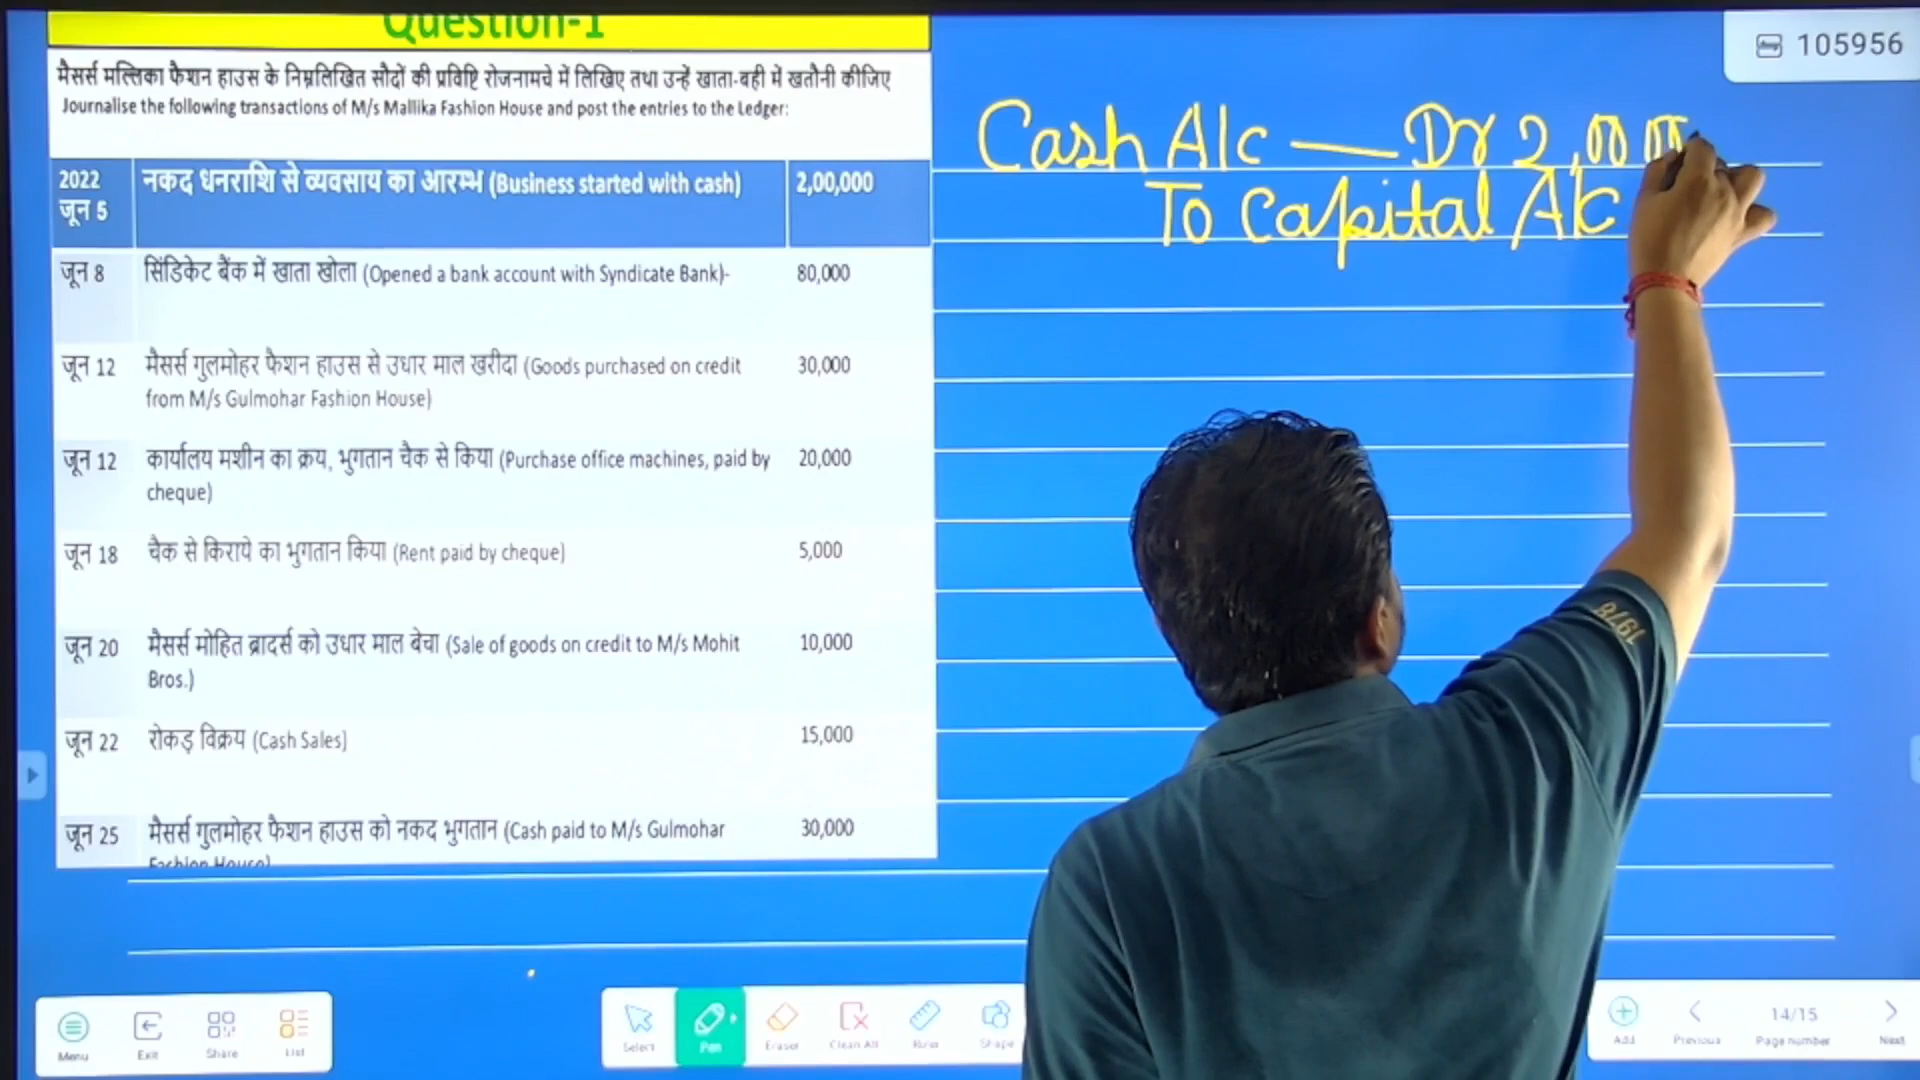 Question-1
मैसर्स मल्लिका फैशन हाउस के निम्नलिखित सौदों की प्रविष्टि रोजनामचे में लिखिए तथा उन्हें खाता-बही में खतौनी कीजिए
Journalise the following transactions of M/s Mallika Fashion House and post the entries to the Ledger:
2022 जून 5 नकद धनराशि से व्यवसाय का आरम्भ (Business started with cash) 2,00,000
जून 8 सिंडिकेट बैंक में खाता खोला (Opened a bank account with Syndicate Bank)- 80,000
जून 12 मैसर्स गुलमोहर फैशन हाउस से उधार माल खरीदा (Goods purchased on credit 30,000
from M/s Gulmohar Fashion House)
जून 12 कार्यालय मशीन का क्रय, भुगतान चैक से किया (Purchase office machines, paid by 20,000
cheque)
जून 18 चैक से किराये का भुगतान किया (Rent paid by cheque) 5,000
जून 20 मैसर्स मोहित ब्रादर्स को उधार माल बेचा (Sale of goods on credit to M/s Mohit 10,000
Bros.)
जून 22 रोकड़ विक्रय (Cash Sales) 15,000
जून 25 मैसर्स गुलमोहर फैशन हाउस को नकद भुगतान (Cash paid to M/s Gulmohar 30,000
Fashion House)
105956
Cash A/c — Dr 2,00 00
To Capital A/c
1978
Menu Exit Share List
Select Pen Eraser Clean All Ruler Shape
Add Previous 14/15 Page number Next